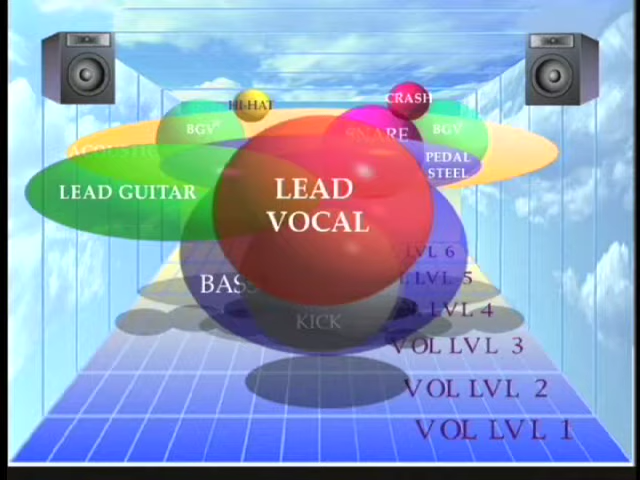 HI-HAT
CRASH
BGV
SNARE
BGV
ACOUSTIC
PEDAL
STEEL
LEAD GUITAR
LEAD
VOCAL
BASS
KICK
LVL 6
LVL 5
LVL 4
VOL LVL 3
VOL LVL 2
VOL LVL 1